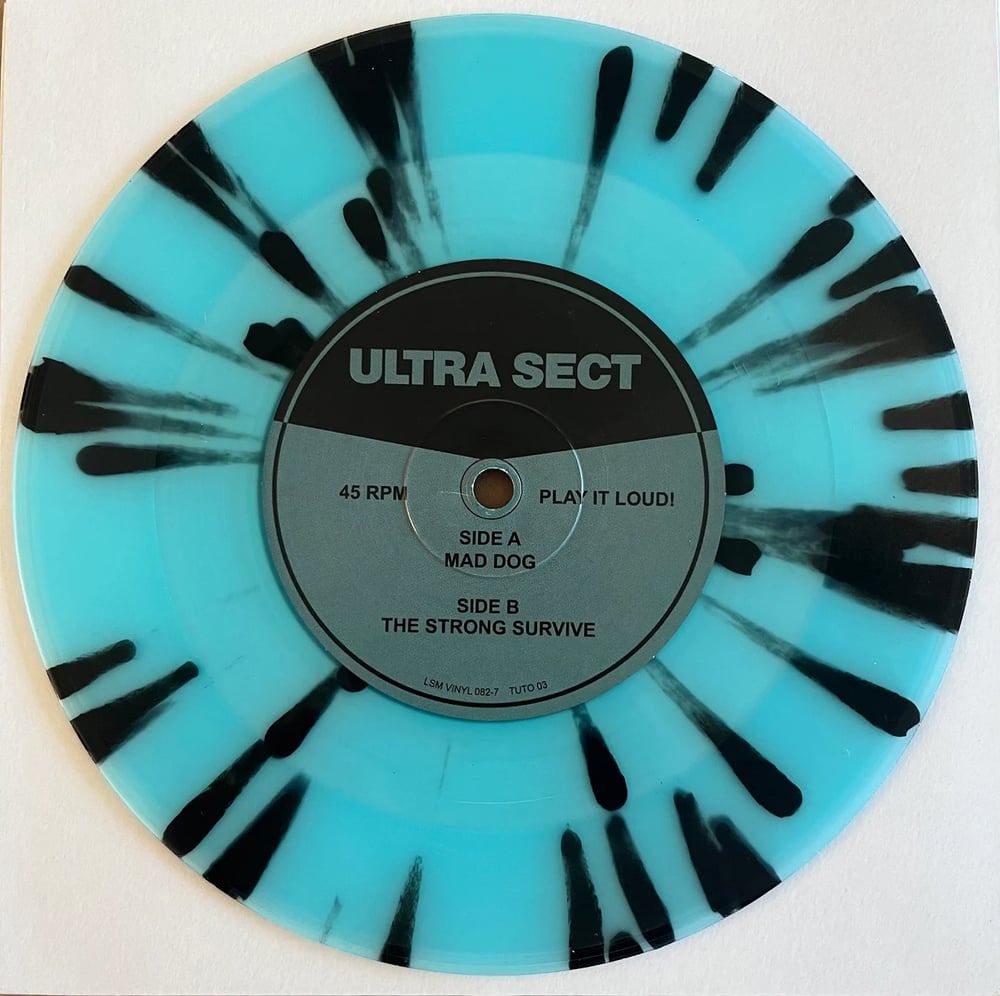 ULTRA SECT
45 RPM PLAY IT LOUD!
SIDE A
MAD DOG
SIDE B
THE STRONG SURVIVE
LSM VINYL 082-7 TUTO 03